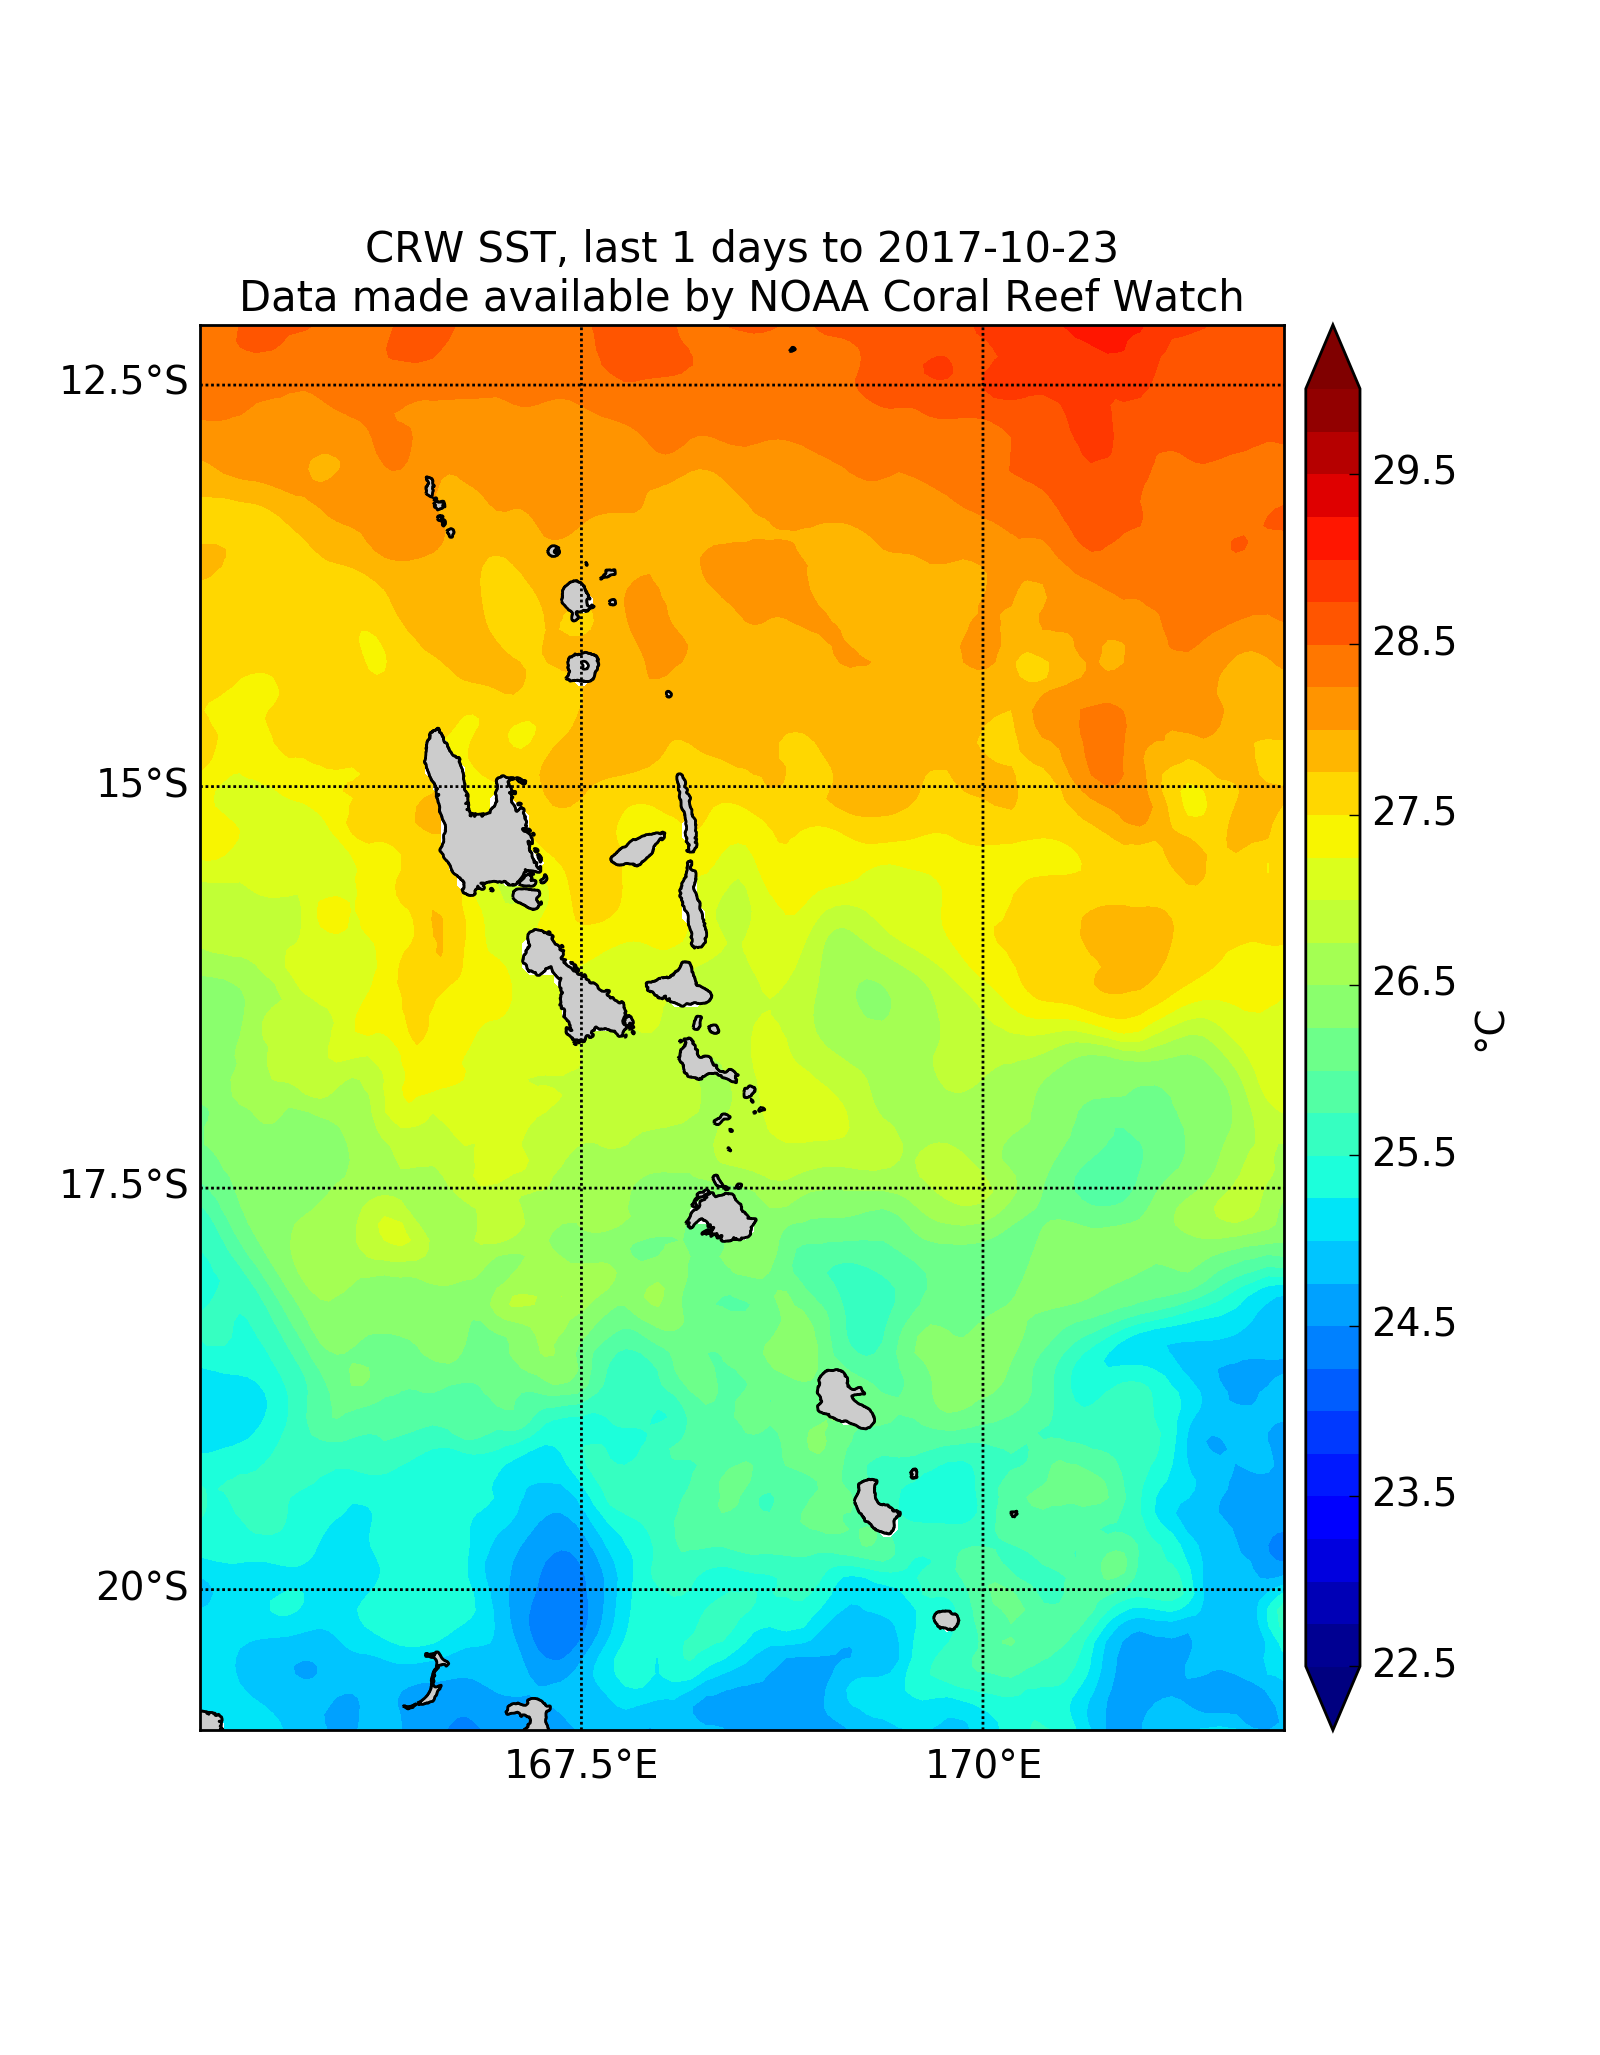 CRW SST, last 1 days to 2017-10-23
Data made available by NOAA Coral Reef Watch
12.5°S
15°S
17.5°S
20°S
167.5°E
170°E
29.5
28.5
27.5
26.5
25.5
24.5
23.5
22.5
°C